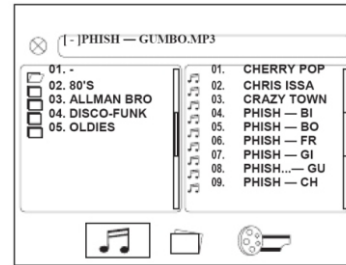 [ - ]PHISH — GUMBO.MP3
01. -
02. 80'S
03. ALLMAN BRO
04. DISCO-FUNK
05. OLDIES
01. CHERRY POP
02. CHRIS ISSA
03. CRAZY TOWN
04. PHISH — BI
05. PHISH — BO
06. PHISH — FR
07. PHISH — GI
08. PHISH...— GU
09. PHISH — CH